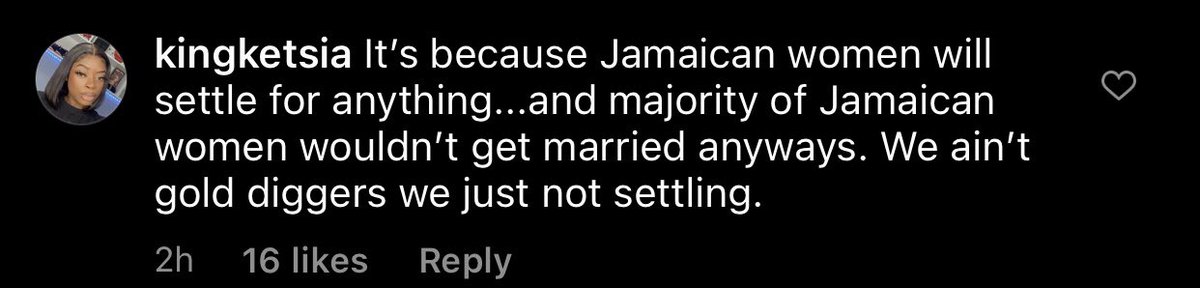 kingketsia It’s because Jamaican women will
settle for anything...and majority of Jamaican
women wouldn’t get married anyways. We ain’t
gold diggers we just not settling.
2h 16 likes Reply